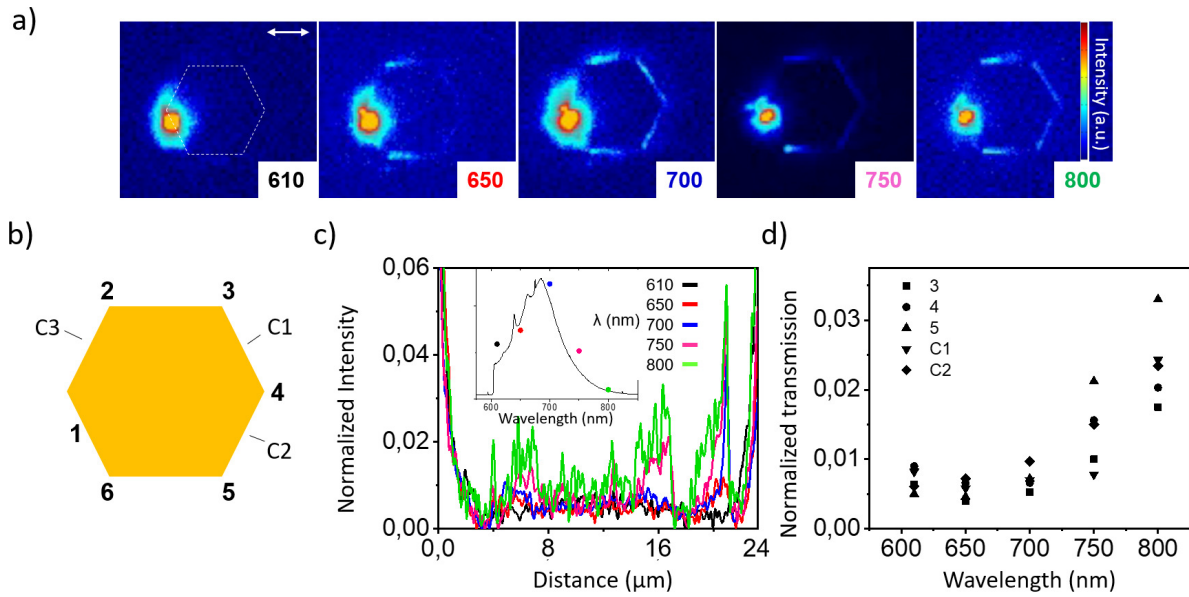 a)
610
650
700
750
800
Intensity (a.u.)
b)
2
3
C3
C1
4
1
C2
6
5
c)
Normalized Intensity
0,06
0,04
0,02
0,00
0,0
8
16
24
Distance (µm)
600
700
800
Wavelength (nm)
λ (nm)
610
650
700
750
800
d)
Normalized transmission
0,03
0,02
0,01
0,00
3
4
5
C1
C2
600
650
700
750
800
Wavelength (nm)